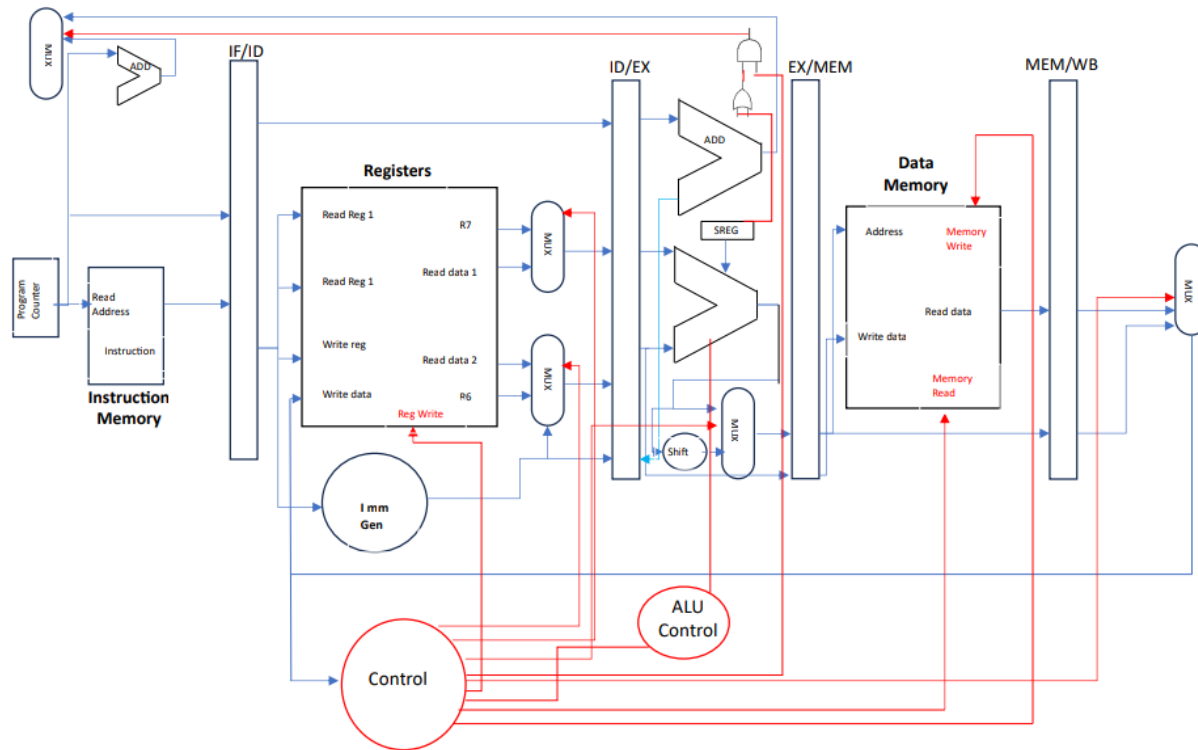 MUX
ADD
IF/ID
ID/EX
EX/MEM
MEM/WB
ADD
Registers
Data
Memory
Read Reg 1
R7
MUX
SREG
Address
Memory
Write
MUX
Program
Counter
Read
Address
Read Reg 1
Read data 1
Read data
Instruction
Write reg
Read data 2
MUX
Write data
Instruction
Memory
Write data
R6
Reg Write
Memory
Read
MUX
Shift
I mm
Gen
ALU
Control
Control